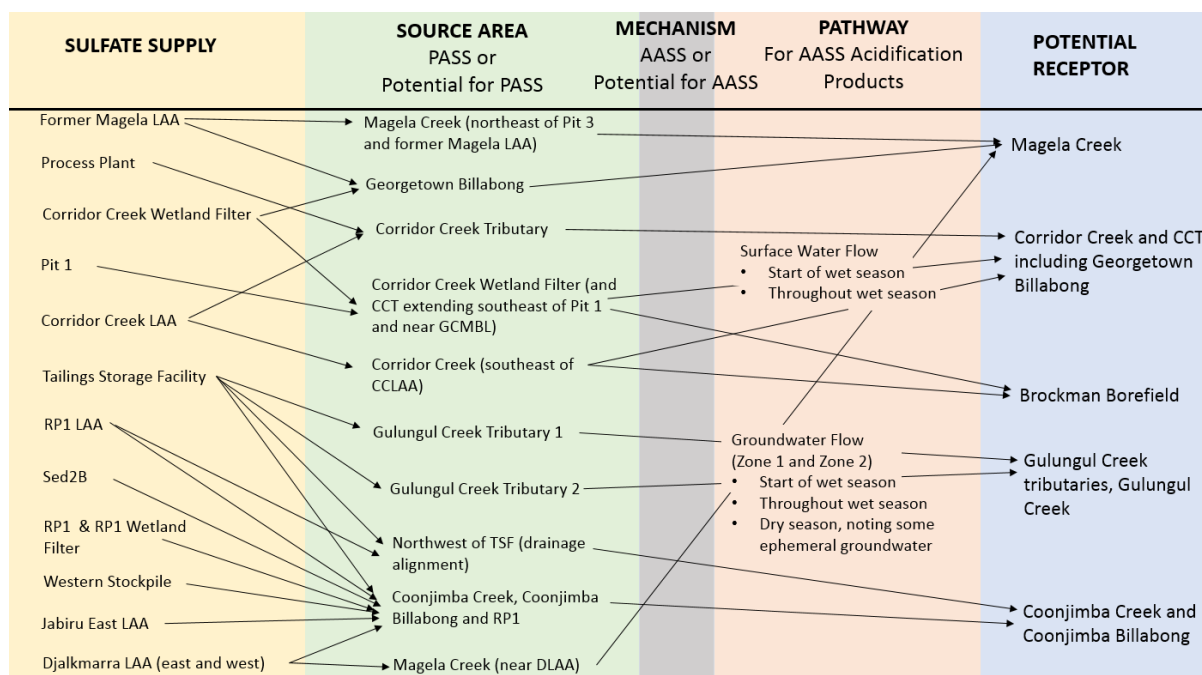 SULFATE SUPPLY
SOURCE AREA
PASS or
Potential for PASS
MECHANISM
AASS or
Potential for AASS
PATHWAY
For AASS Acidification
Products
POTENTIAL
RECEPTOR
Former Magela LAA
Process Plant
Corridor Creek Wetland Filter
Pit 1
Corridor Creek LAA
Tailings Storage Facility
RP1 LAA
Sed2B
RP1 & RP1 Wetland
Filter
Western Stockpile
Jabiru East LAA
Djalkmarra LAA (east and west)
Magela Creek (northeast of Pit 3
and former Magela LAA)
Georgetown Billabong
Corridor Creek Tributary
Corridor Creek Wetland Filter (and
CCT extending southeast of Pit 1
and near GCMBL)
Corridor Creek (southeast of
CCLAA)
Gulungul Creek Tributary 1
Gulungul Creek Tributary 2
Northwest of TSF (drainage
alignment)
Coonjimba Creek, Coonjimba
Billabong and RP1
Magela Creek (near DLAA)
Surface Water Flow
• Start of wet season
• Throughout wet season
Groundwater Flow
(Zone 1 and Zone 2)
• Start of wet season
• Throughout wet season
• Dry season, noting some
ephemeral groundwater
Magela Creek
Corridor Creek and CCT
including Georgetown
Billabong
Brockman Borefield
Gulungul Creek
tributaries, Gulungul
Creek
Coonjimba Creek and
Coonjimba Billabong